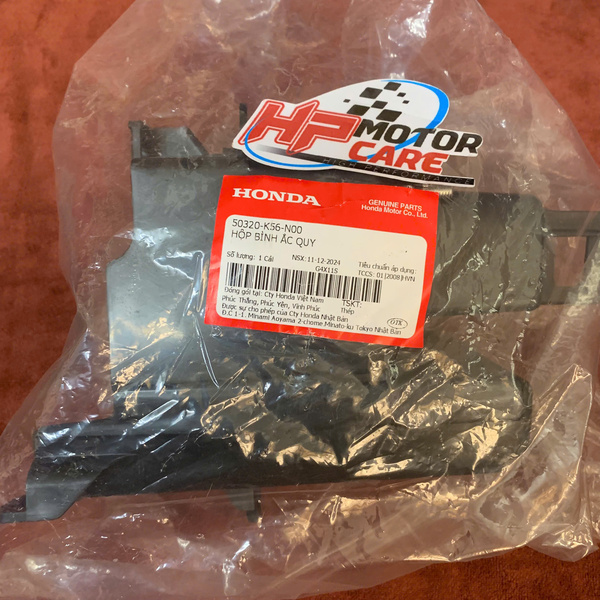 HP MOTOR
CARE
HIGH PERFORMANCE
HONDA
GENUINE PARTS
Honda Motor Co., Ltd.
50320-K56-N00
HỘP BÌNH ẮC QUY
Số lượng: 1 Cái NSX: 11-12-2024 Tiêu chuẩn áp dụng:
G4X11S TCCS: 01|2008|HVN
Đóng gói tại: Cty Honda Việt Nam TSKT:
Phúc Thắng, Phúc Yên, Vĩnh Phúc Thép
Được sự cho phép của Cty Honda Nhật Bản
Đ.C 1-1. Minami Aoyama 2-chome.Minato-ku Tokyo Nhật Bản